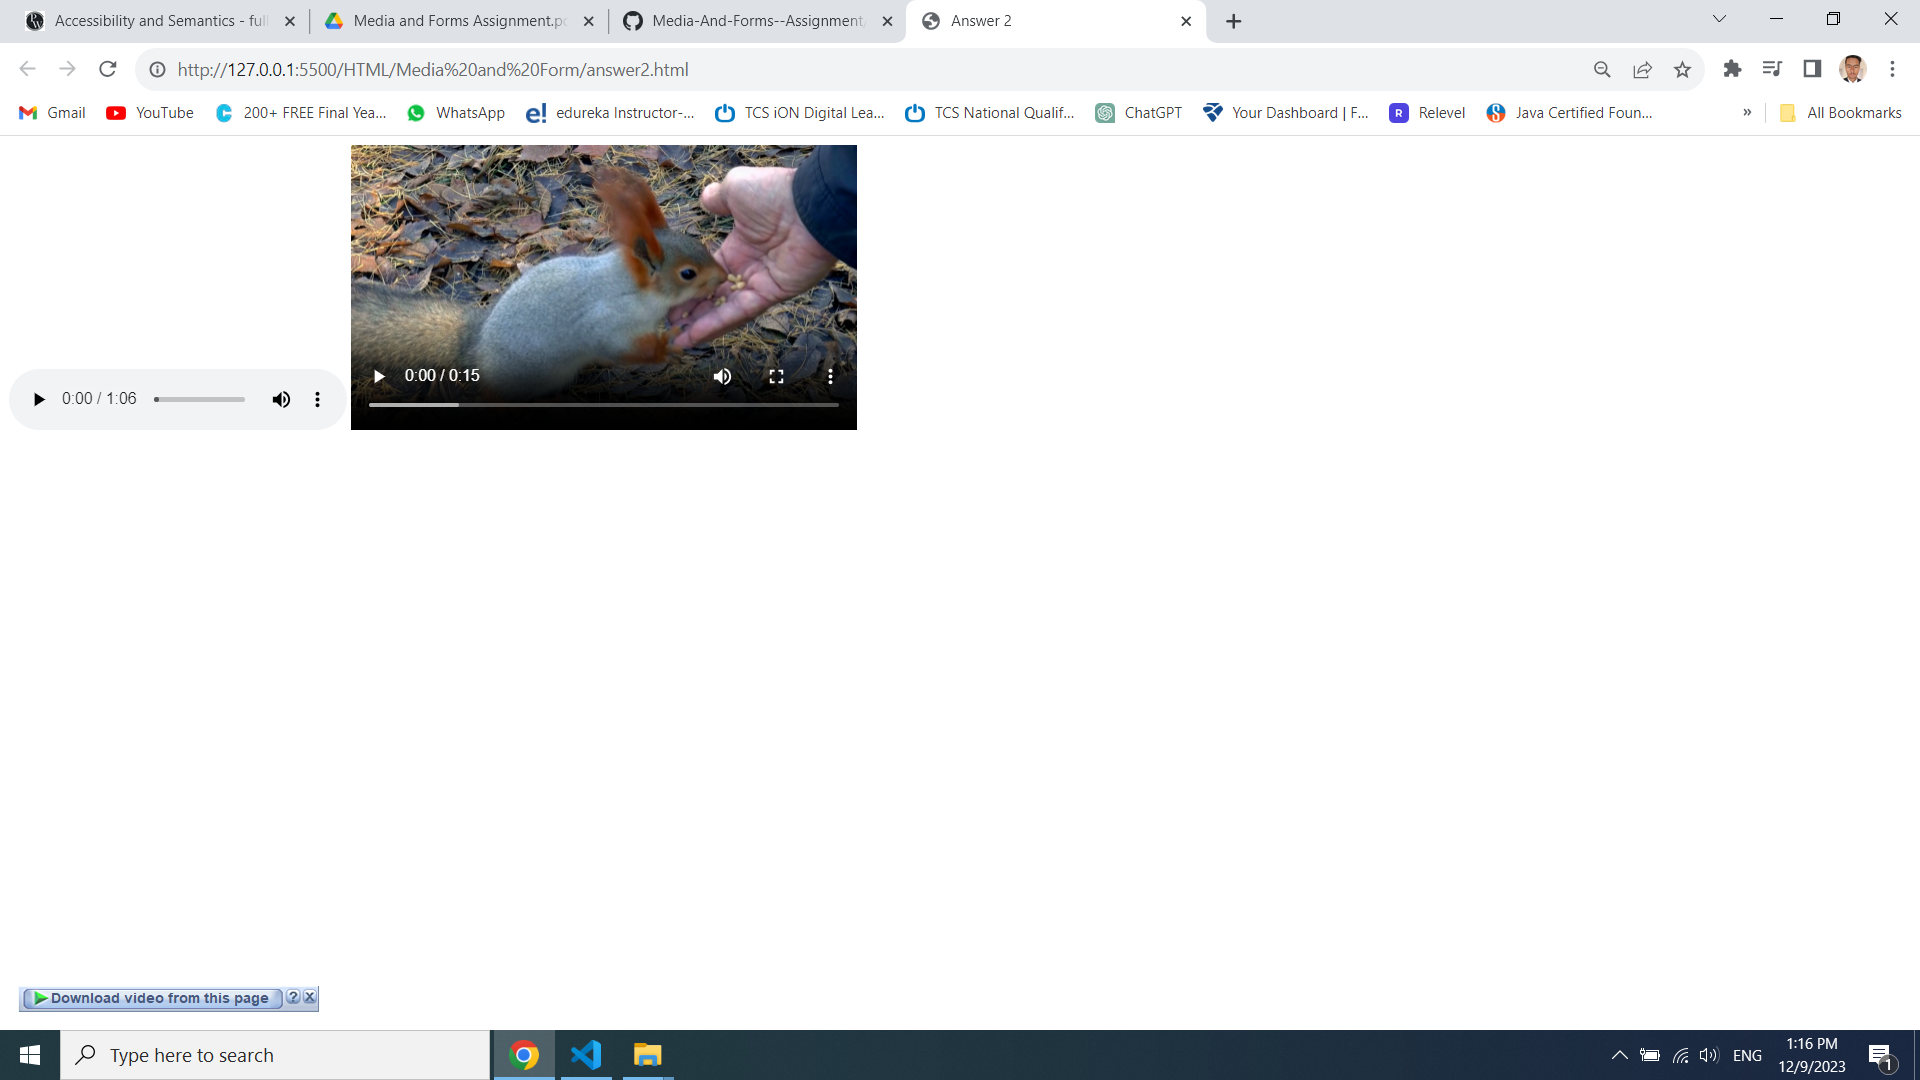 Accessibility and Semantics - full
Media and Forms Assignment.pd
Media-And-Forms--Assignment/
Answer 2
http://127.0.0.1:5500/HTML/Media%20and%20Form/answer2.html
Gmail
YouTube
200+ FREE Final Yea...
WhatsApp
edureka Instructor-...
TCS iON Digital Lea...
TCS National Qualif...
ChatGPT
Your Dashboard | F...
R
Relevel
Java Certified Foun...
»
All Bookmarks
0:00 / 1:06
0:00 / 0:15
Download video from this page
?
Type here to search
ENG
1:16 PM
12/9/2023
1